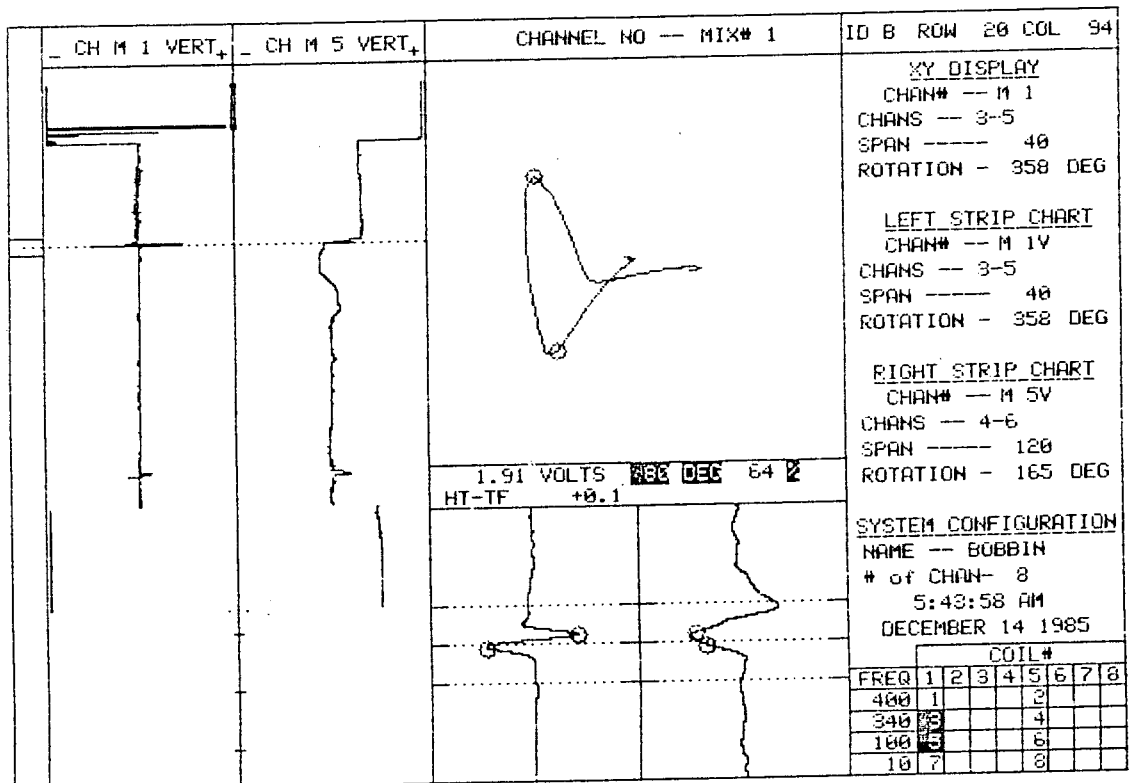 _ CH M 1 VERT + _ CH M 5 VERT + CHANNEL NO -- MIX# 1 ID B ROW 20 COL 94
XY DISPLAY
CHAN# -- M 1
CHANS -- 3-5
SPAN ----- 40
ROTATION - 358 DEG
LEFT STRIP CHART
CHAN# -- M 1V
CHANS -- 3-5
SPAN ----- 40
ROTATION - 358 DEG
RIGHT STRIP CHART
CHAN# -- M 5V
CHANS -- 4-6
SPAN ----- 120
ROTATION - 165 DEG
1.91 VOLTS DEG 64
HT-TF +0.1
SYSTEM CONFIGURATION
NAME -- BOBBIN
# of CHAN- 8
5:43:58 AM
DECEMBER 14 1985
COIL#
FREQ 1 2 3 4 5 6 7 8
400 1 2
340 3 4
100 5 6
10 7 8